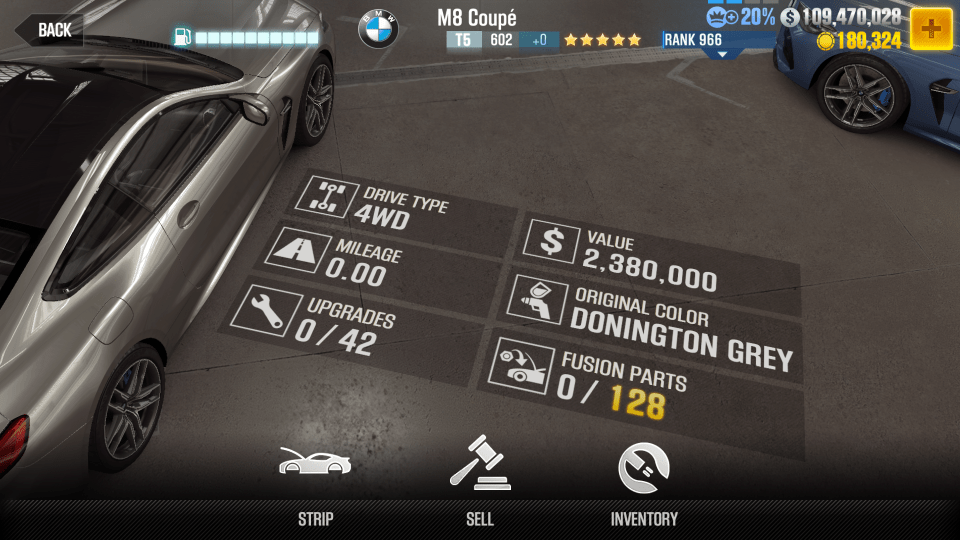 BACK
BMW
M8 Coupé
T5 602 +0
RANK 966
20%
$ 109,470,028
180,324
DRIVE TYPE
4WD
MILEAGE
0.00
UPGRADES
0 / 42
$
VALUE
2,380,000
ORIGINAL COLOR
DONINGTON GREY
FUSION PARTS
0 / 128
STRIP
SELL
INVENTORY